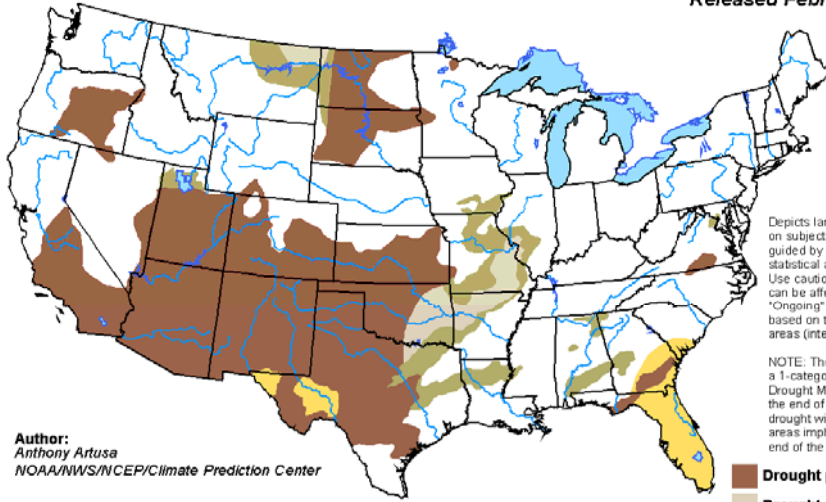 Released Febr
Depicts lar
on subject
guided by
statistical a
Use cautio
can be affe
"Ongoing"
based on t
areas (inte
NOTE: Th
a 1-catego
Drought M
the end of
drought wi
areas impl
end of the
Author:
Anthony Artusa
NOAA/NWS/NCEP/Climate Prediction Center
Drought p